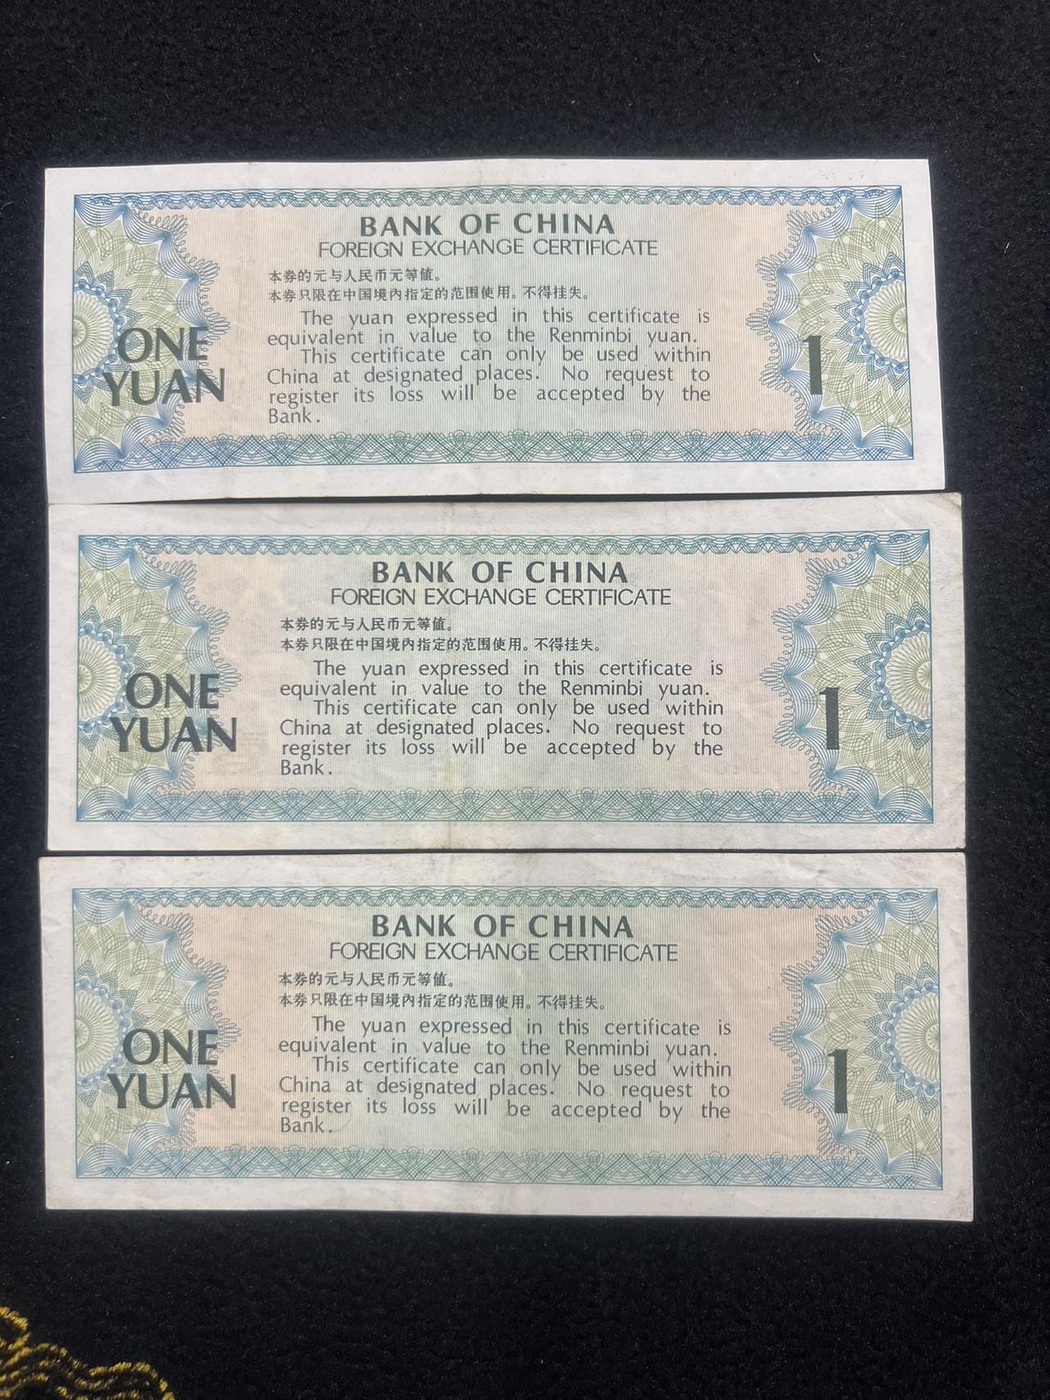 BANK OF CHINA
FOREIGN EXCHANGE CERTIFICATE
本券的元与人民币元等值。
本券只限在中国境内指定的范围使用。不得挂失。
The yuan expressed in this certificate is
equivalent in value to the Renminbi yuan.
This certificate can only be used within
China at designated places. No request to
register its loss will be accepted by the
Bank.
ONE
YUAN
1
BANK OF CHINA
FOREIGN EXCHANGE CERTIFICATE
本券的元与人民币元等值。
本券只限在中国境内指定的范围使用。不得挂失。
The yuan expressed in this certificate is
equivalent in value to the Renminbi yuan.
This certificate can only be used within
China at designated places. No request to
register its loss will be accepted by the
Bank.
ONE
YUAN
1
BANK OF CHINA
FOREIGN EXCHANGE CERTIFICATE
本券的元与人民币元等值。
本券只限在中国境内指定的范围使用。不得挂失。
The yuan expressed in this certificate is
equivalent in value to the Renminbi yuan.
This certificate can only be used within
China at designated places. No request to
register its loss will be accepted by the
Bank.
ONE
YUAN
1